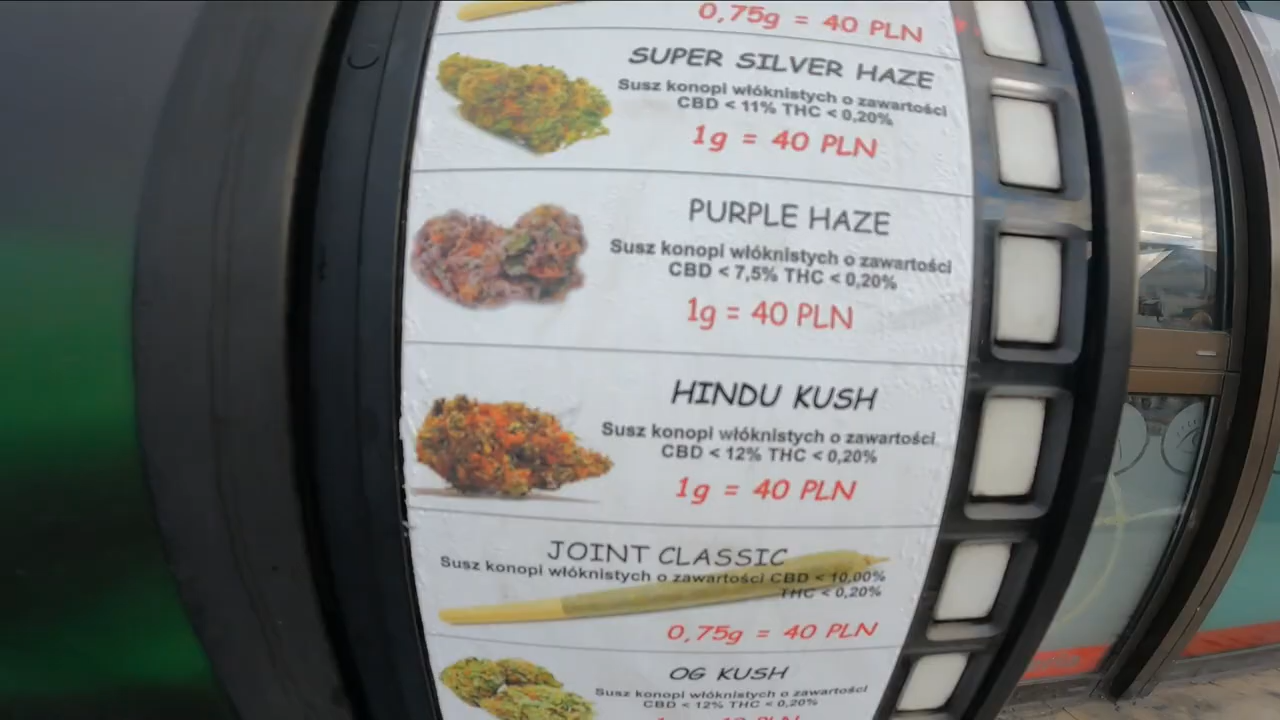 0,75g = 40 PLN
SUPER SILVER HAZE
Susz konopi włóknistych o zawartości
CBD < 11% THC < 0,20%
1g = 40 PLN
PURPLE HAZE
Susz konopi włóknistych o zawartości
CBD < 7,5% THC < 0,20%
1g = 40 PLN
HINDU KUSH
Susz konopi włóknistych o zawartości
CBD < 12% THC < 0,20%
1g = 40 PLN
JOINT CLASSIC
Susz konopi włóknistych o zawartości CBD < 10,00%
THC < 0,20%
0,75g = 40 PLN
OG KUSH
Susz konopi włóknistych o zawartości
CBD < 12% THC < 0,20%